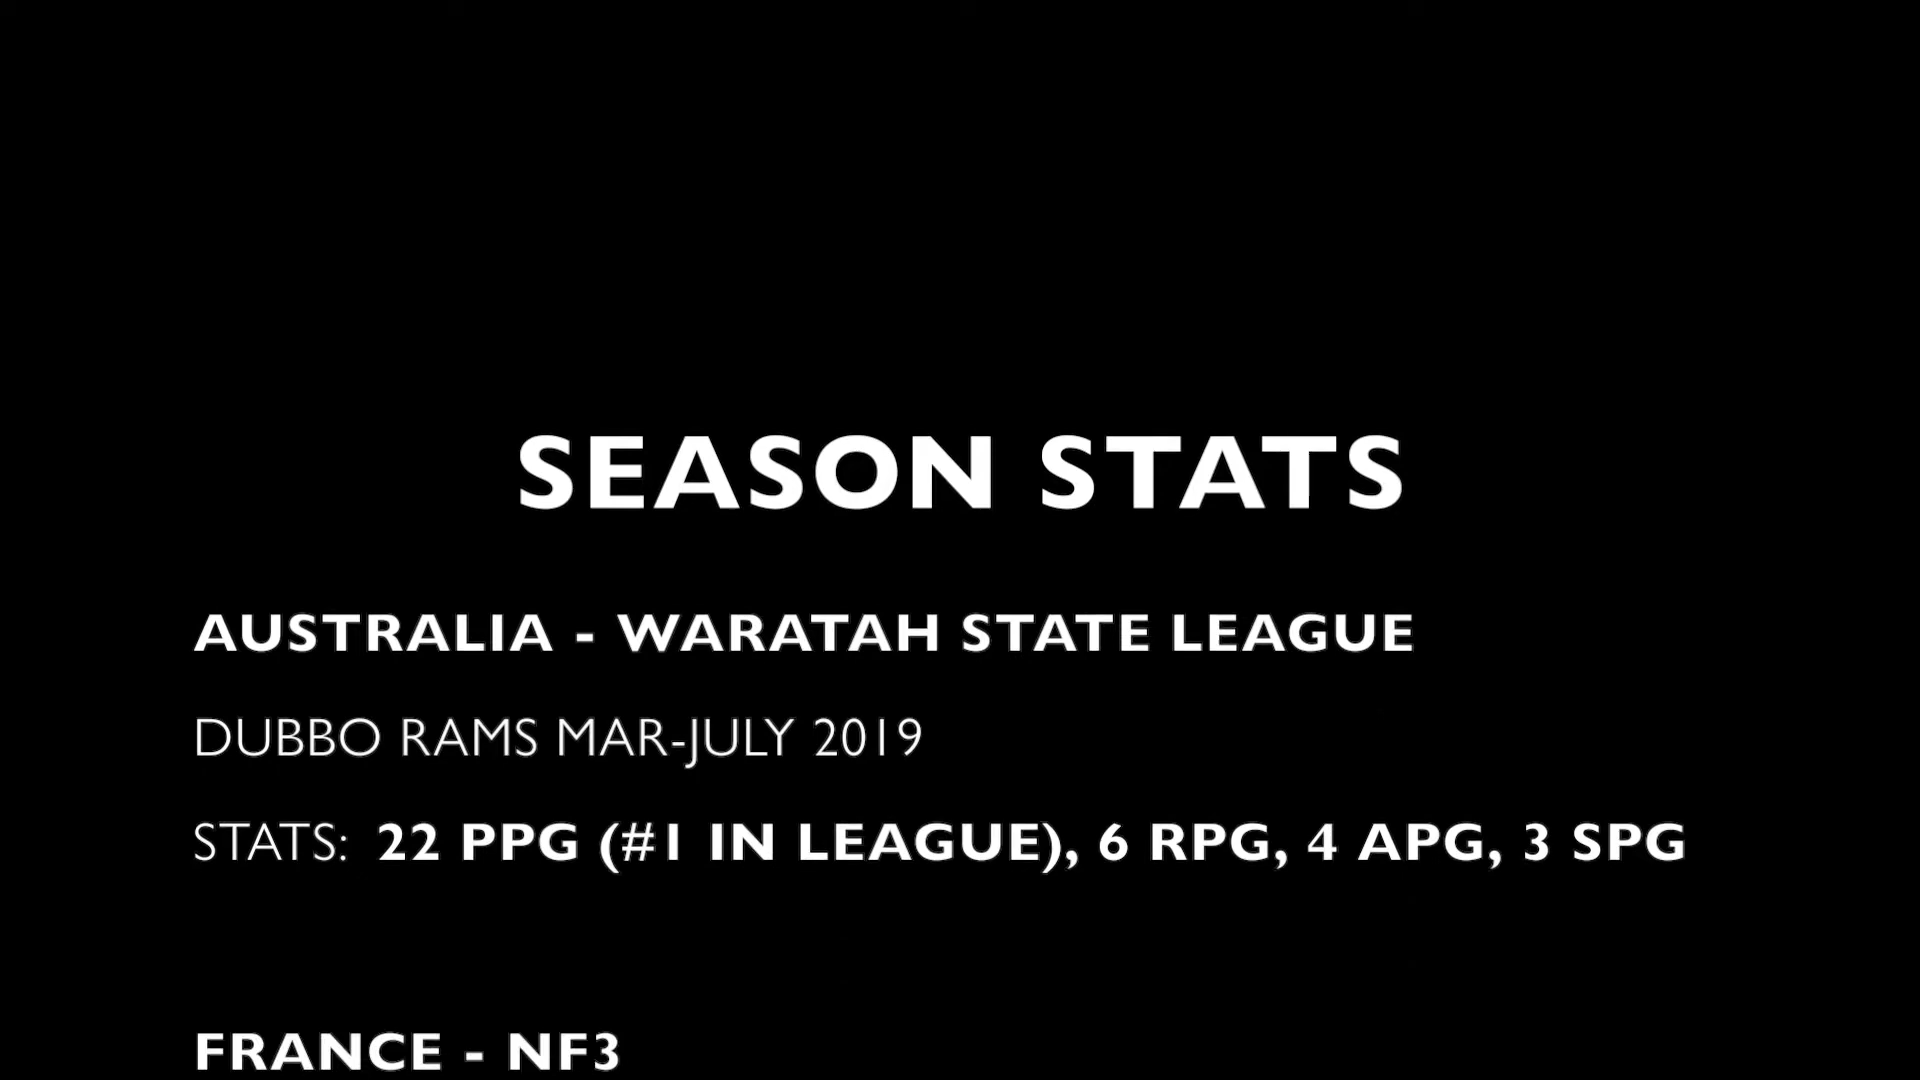 SEASON STATS
AUSTRALIA - WARATAH STATE LEAGUE
DUBBO RAMS MAR-JULY 2019
STATS: 22 PPG (#1 IN LEAGUE), 6 RPG, 4 APG, 3 SPG
FRANCE - NF3